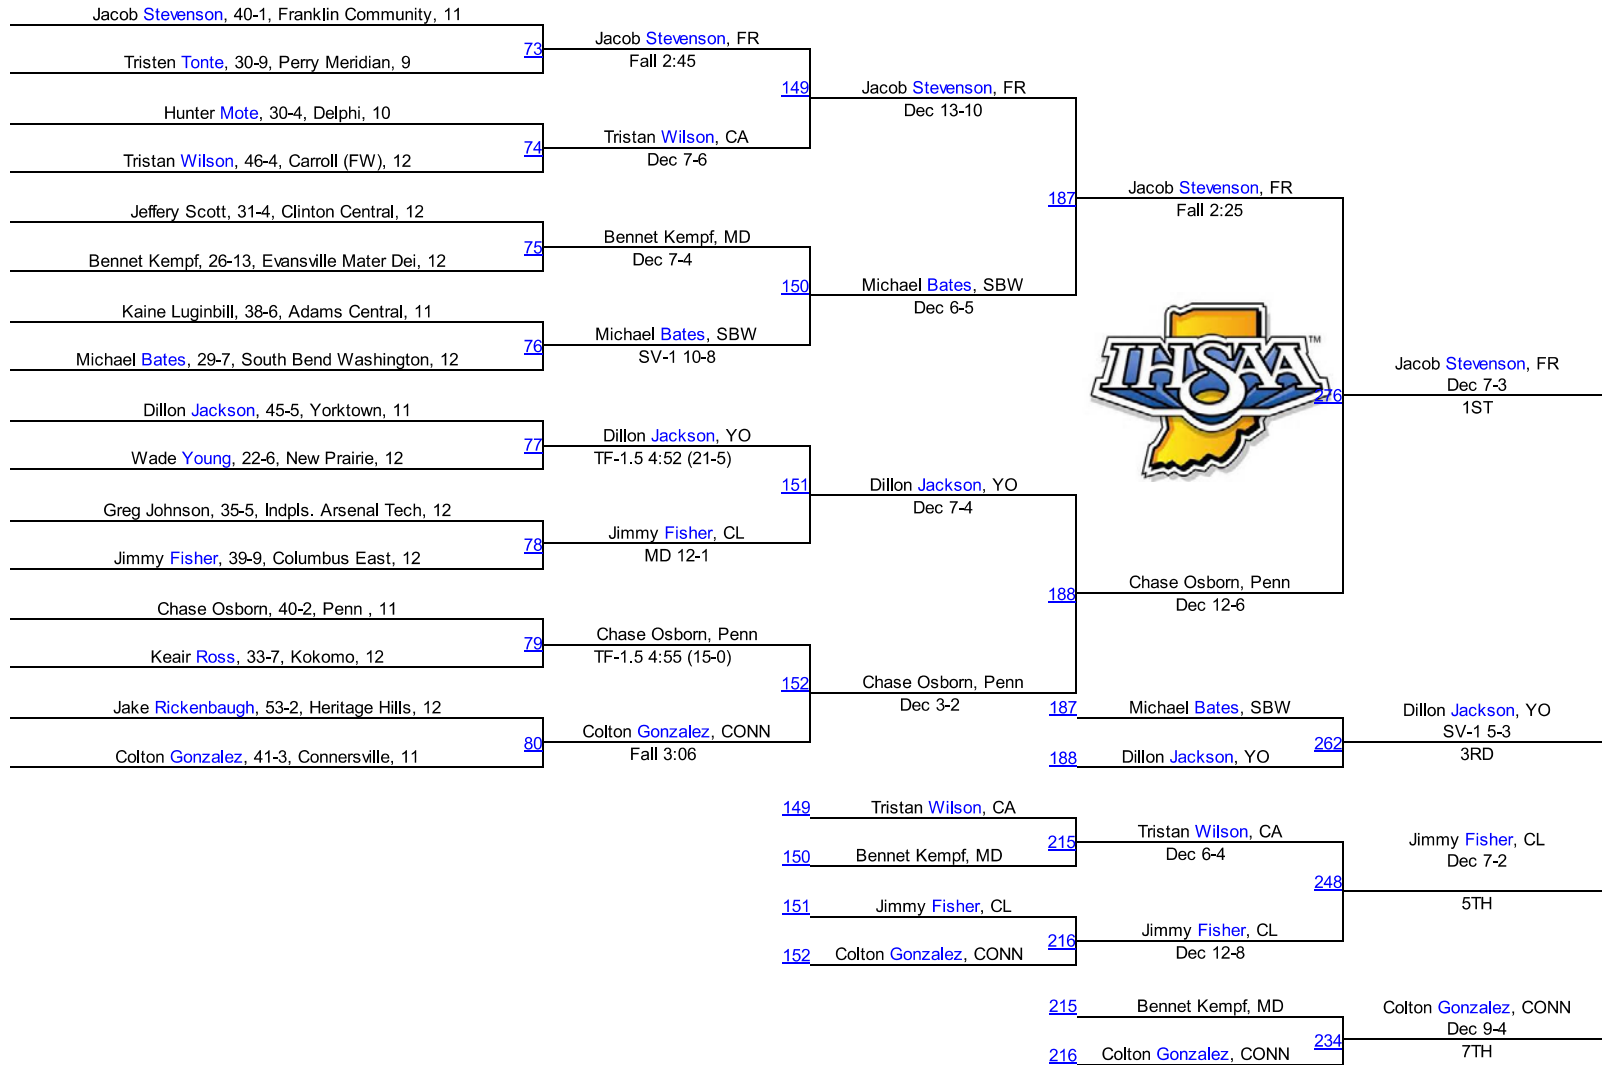 Jacob Stevenson, 40-1, Franklin Community, 11
73
Tristen Tonte, 30-9, Perry Meridian, 9
Jacob Stevenson, FR
Fall 2:45
149
Hunter Mote, 30-4, Delphi, 10
74
Tristan Wilson, 46-4, Carroll (FW), 12
Tristan Wilson, CA
Dec 7-6
Jacob Stevenson, FR
Dec 13-10
187
Jeffery Scott, 31-4, Clinton Central, 12
75
Bennet Kempf, 26-13, Evansville Mater Dei, 12
Bennet Kempf, MD
Dec 7-4
150
Kaine Luginbill, 38-6, Adams Central, 11
76
Michael Bates, 29-7, South Bend Washington, 12
Michael Bates, SBW
SV-1 10-8
Michael Bates, SBW
Dec 6-5
Jacob Stevenson, FR
Fall 2:25
IHSAA™
276
Jacob Stevenson, FR
Dec 7-3
1ST
Dillon Jackson, 45-5, Yorktown, 11
77
Wade Young, 22-6, New Prairie, 12
Dillon Jackson, YO
TF-1.5 4:52 (21-5)
151
Greg Johnson, 35-5, Indpls. Arsenal Tech, 12
78
Jimmy Fisher, 39-9, Columbus East, 12
Jimmy Fisher, CL
MD 12-1
Dillon Jackson, YO
Dec 7-4
188
Chase Osborn, Penn
Dec 12-6
Chase Osborn, 40-2, Penn , 11
79
Keair Ross, 33-7, Kokomo, 12
Chase Osborn, Penn
TF-1.5 4:55 (15-0)
152
Jake Rickenbaugh, 53-2, Heritage Hills, 12
80
Colton Gonzalez, 41-3, Connersville, 11
Colton Gonzalez, CONN
Fall 3:06
Chase Osborn, Penn
Dec 3-2
187
Michael Bates, SBW
262
188
Dillon Jackson, YO
Dillon Jackson, YO
SV-1 5-3
3RD
149
Tristan Wilson, CA
215
150
Bennet Kempf, MD
Tristan Wilson, CA
Dec 6-4
248
151
Jimmy Fisher, CL
216
152
Colton Gonzalez, CONN
Jimmy Fisher, CL
Dec 12-8
Jimmy Fisher, CL
Dec 7-2
5TH
215
Bennet Kempf, MD
234
216
Colton Gonzalez, CONN
Colton Gonzalez, CONN
Dec 9-4
7TH